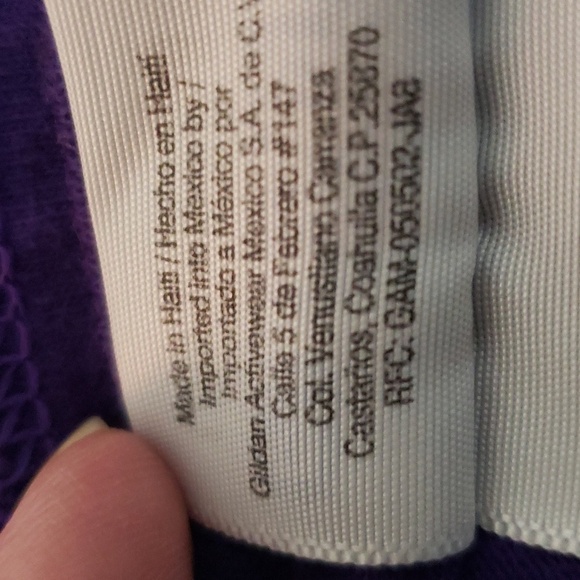 Made in Haiti / Hecho en Haití
Imported into Mexico by /
Importado a México por
Gildan Activewear Mexico S.A. de C.V
Calle 5 de Febrero #147
Col. Venustiano Carranza
Castaños, Coahuila C.P. 25870
RFC: GAM-050502-JA8